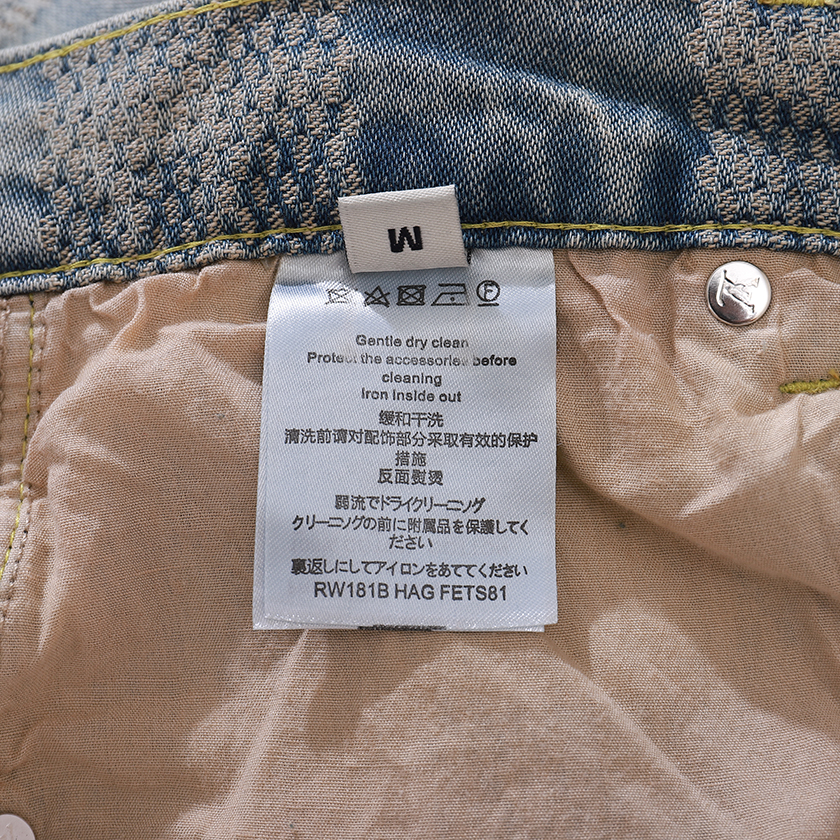 M
Gentle dry clean
Protect the accessories before
cleaning
Iron inside out
缓和干洗
清洗前请对配饰部分采取有效的保护
措施
反面熨烫
弱流でドライクリーニング
クリーニングの前に附属品を保護してく
ださい
裏返しにしてアイロンをあててください
RW181B HAG FETS81